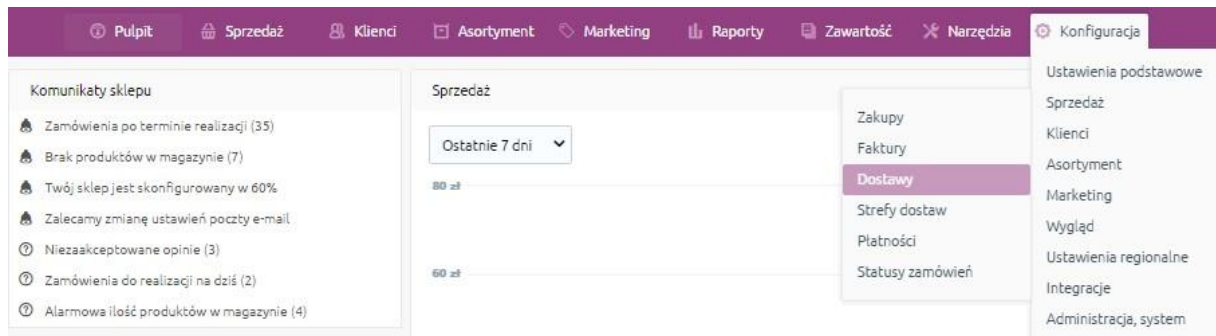 Pulpit Sprzedaż Klienci Asortyment Marketing Raporty Zawartość Narzędzia Konfiguracja
Komunikaty sklepu
Zamówienia po terminie realizacji (35)
Brak produktów w magazynie (7)
Twój sklep jest skonfigurowany w 60%
Zalecamy zmianę ustawień poczty e-mail
Niezaakceptowane opinie (3)
Zamówienia do realizacji na dziś (2)
Alarmowa ilość produktów w magazynie (4)
Sprzedaż
Ostatnie 7 dni
80 zł
60 zł
Zakupy
Faktury
Dostawy
Strefy dostaw
Płatności
Statusy zamówień
Ustawienia podstawowe
Sprzedaż
Klienci
Asortyment
Marketing
Wygląd
Ustawienia regionalne
Integracje
Administracja, system